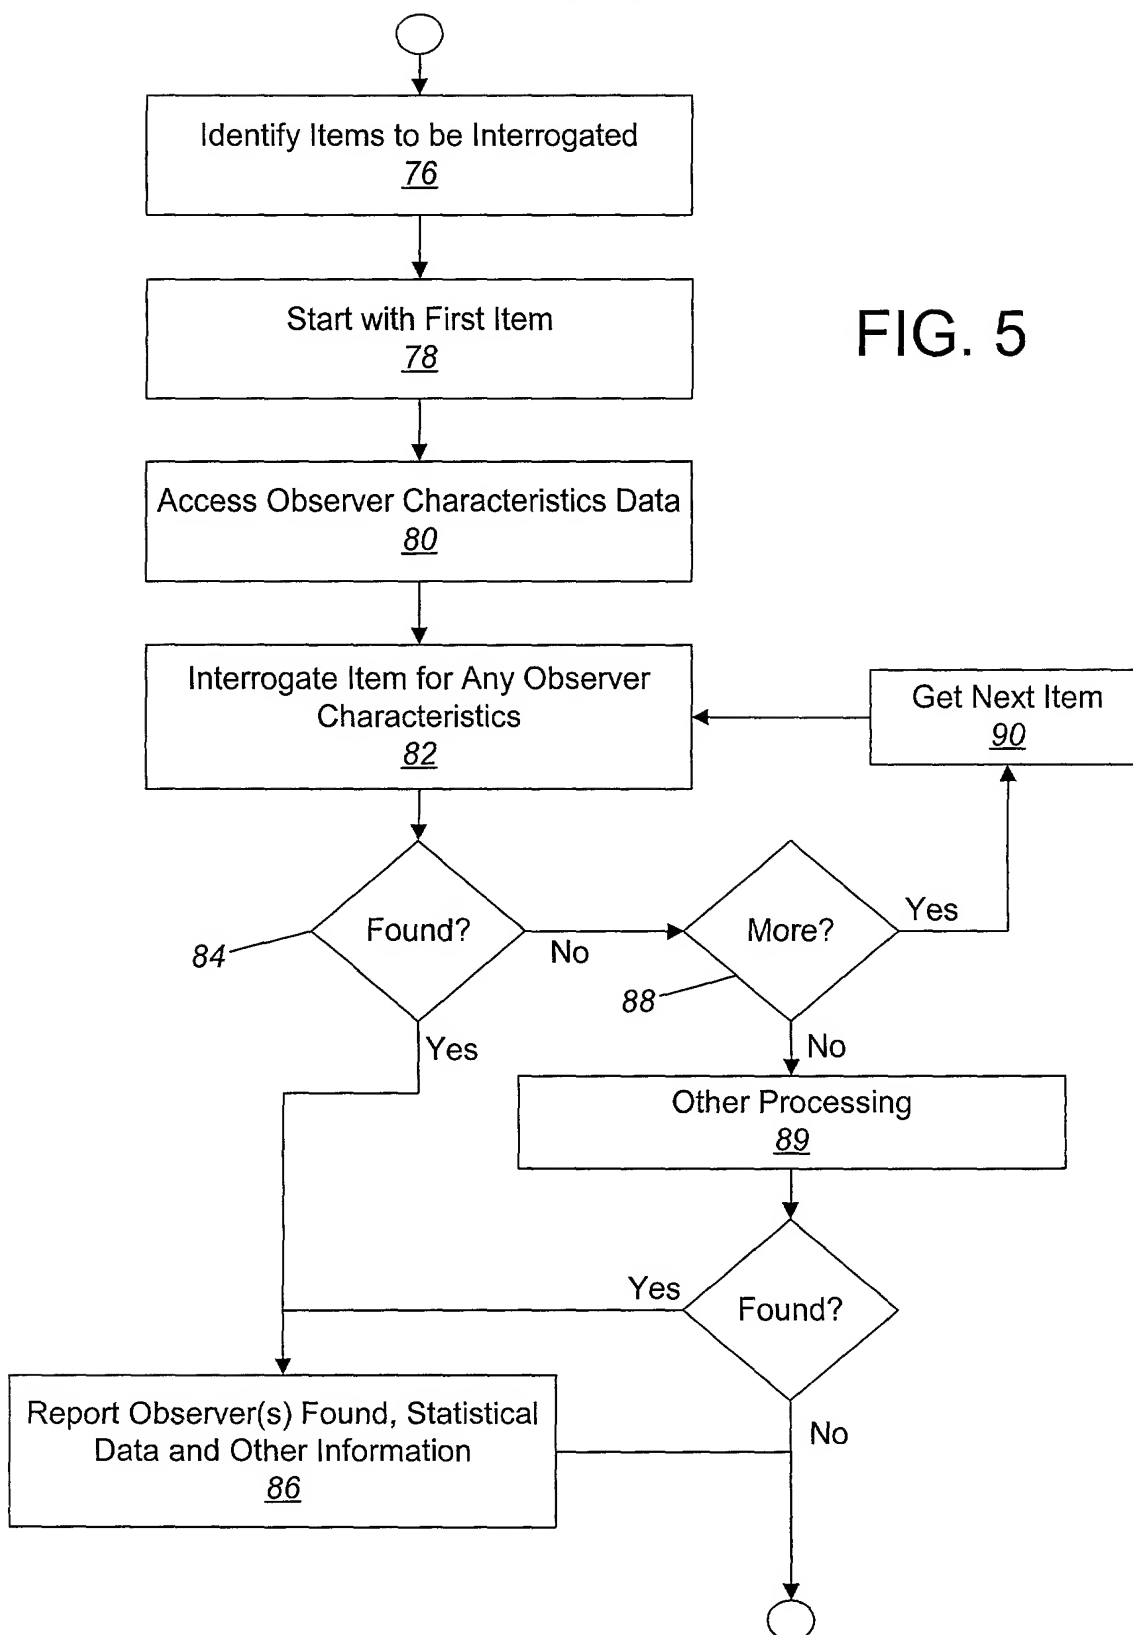 Identify Items to be Interrogated
76
Start with First Item
78
FIG. 5
Access Observer Characteristics Data
80
Interrogate Item for Any Observer
Characteristics
82
Get Next Item
90
Found?
84
No
More?
88
Yes
Yes
No
Other Processing
89
Yes
Found?
No
Report Observer(s) Found, Statistical
Data and Other Information
86